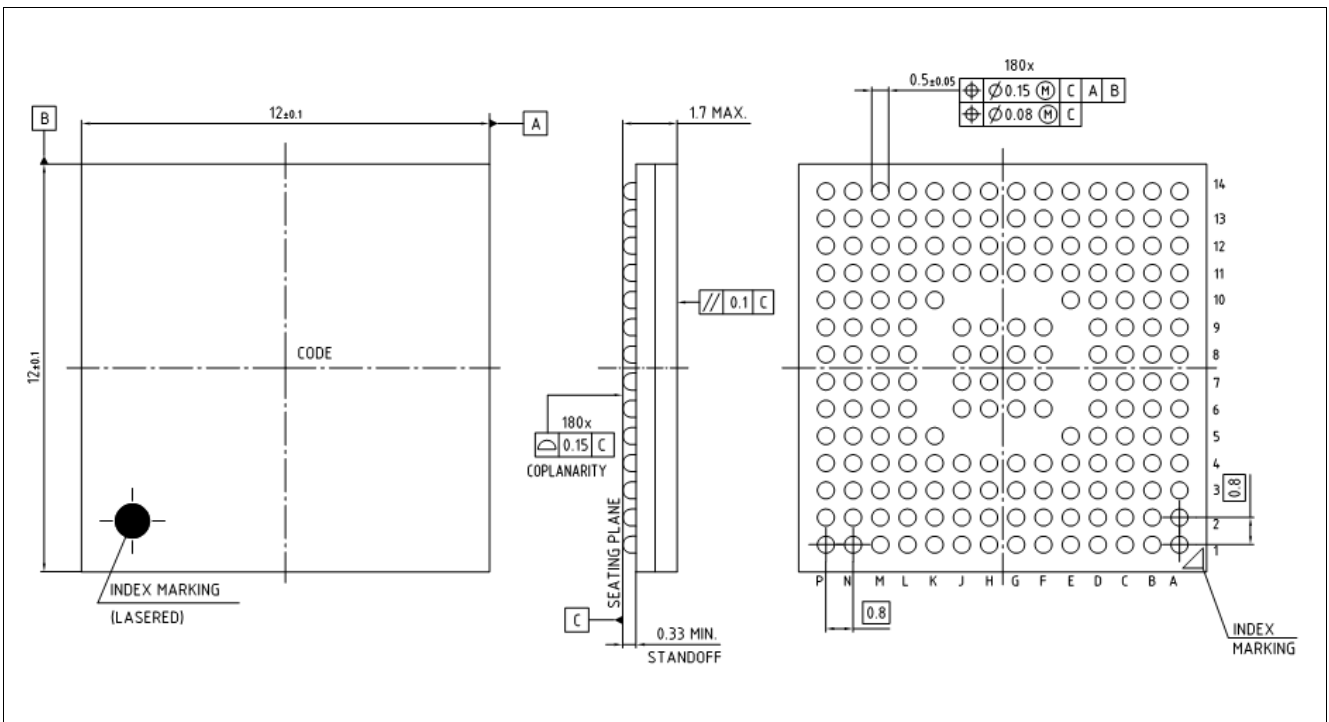 B
12±0.1
A
12±0.1
CODE
INDEX MARKING
(LASERED)
1.7 MAX.
// 0.1 C
180x
⌓ 0.15 C
COPLANARITY
SEATING PLANE
C
0.33 MIN.
STANDOFF
180x
0.5±0.05
⌖ ⌀0.15 Ⓜ C A B
⌖ ⌀0.08 Ⓜ C
14
13
12
11
10
9
8
7
6
5
4
3
2
1
0.8
P N M L K J H G F E D C B A
0.8
INDEX
MARKING